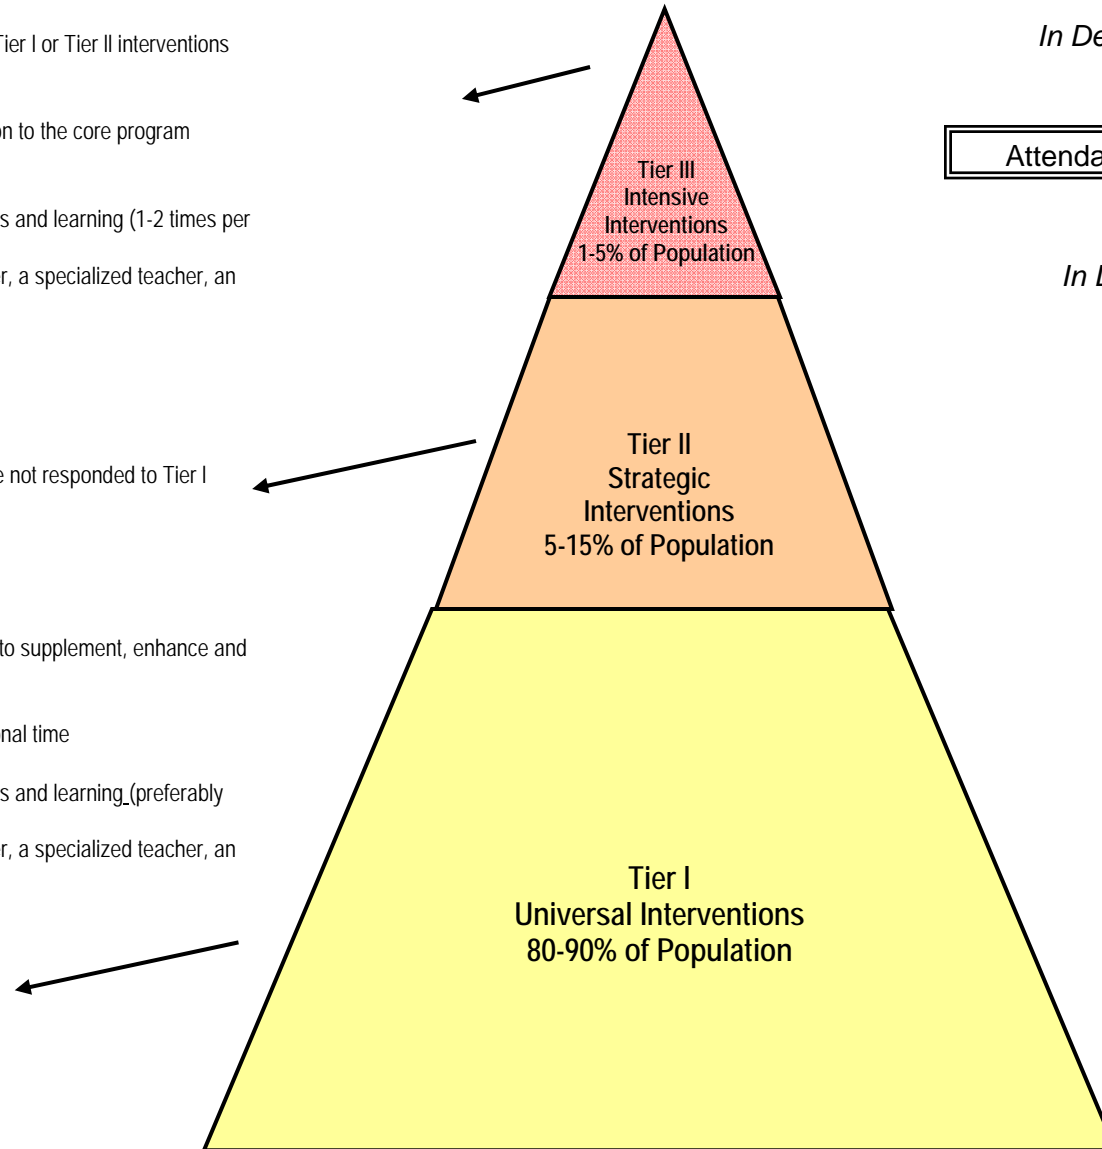 Tier I or Tier II interventions
on to the core program
s and learning (1-2 times per
r, a specialized teacher, an
e not responded to Tier I
to supplement, enhance and
onal time
s and learning (preferably
r, a specialized teacher, an
Tier III
Intensive
Interventions
1-5% of Population
Tier II
Strategic
Interventions
5-15% of Population
Tier I
Universal Interventions
80-90% of Population
In De
Attenda
In